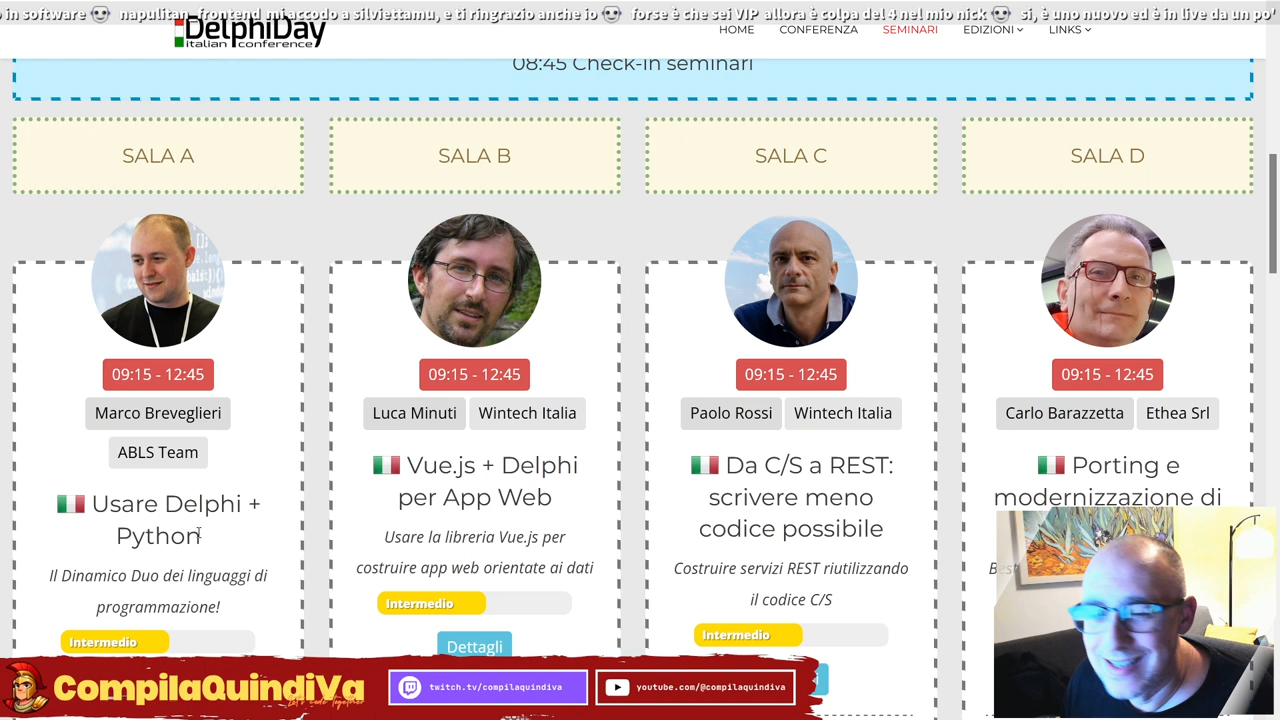 in software napulitan_frontend mi accodo a silviettamu, e ti ringrazio anche io forse è che sei VIP allora è colpa del 4 nel mio nick si, è uno nuovo ed è in live da un po'
DelphiDay
italian conference
HOME CONFERENZA SEMINARI EDIZIONI LINKS
08:45 Check-in seminari
SALA A SALA B SALA C SALA D
09:15 - 12:45
Marco Breveglieri
ABLS Team
Usare Delphi +
Python
Il Dinamico Duo dei linguaggi di
programmazione!
Intermedio
09:15 - 12:45
Luca Minuti Wintech Italia
Vue.js + Delphi
per App Web
Usare la libreria Vue.js per
costruire app web orientate ai dati
Intermedio
Dettagli
09:15 - 12:45
Paolo Rossi Wintech Italia
Da C/S a REST:
scrivere meno
codice possibile
Costruire servizi REST riutilizzando
il codice C/S
Intermedio
09:15 - 12:45
Carlo Barazzetta Ethea Srl
Porting e
modernizzazione di
CompilaQuindiVa
Let's code together
twitch.tv/compilaquindiva
youtube.com/@compilaquindiva